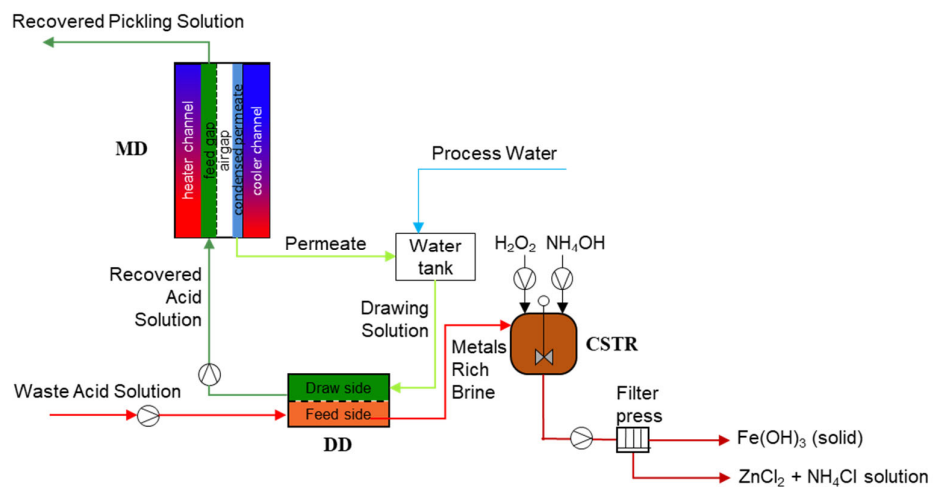 Recovered Pickling Solution
MD
heater channel
feed gap
airgap
condensed permeate
cooler channel
Process Water
Permeate
Water
tank
H₂O₂
NH₄OH
Recovered
Acid
Solution
Drawing
Solution
Metals
Rich
Brine
CSTR
Waste Acid Solution
Draw side
Feed side
DD
Filter
press
Fe(OH)₃ (solid)
ZnCl₂ + NH₄Cl solution